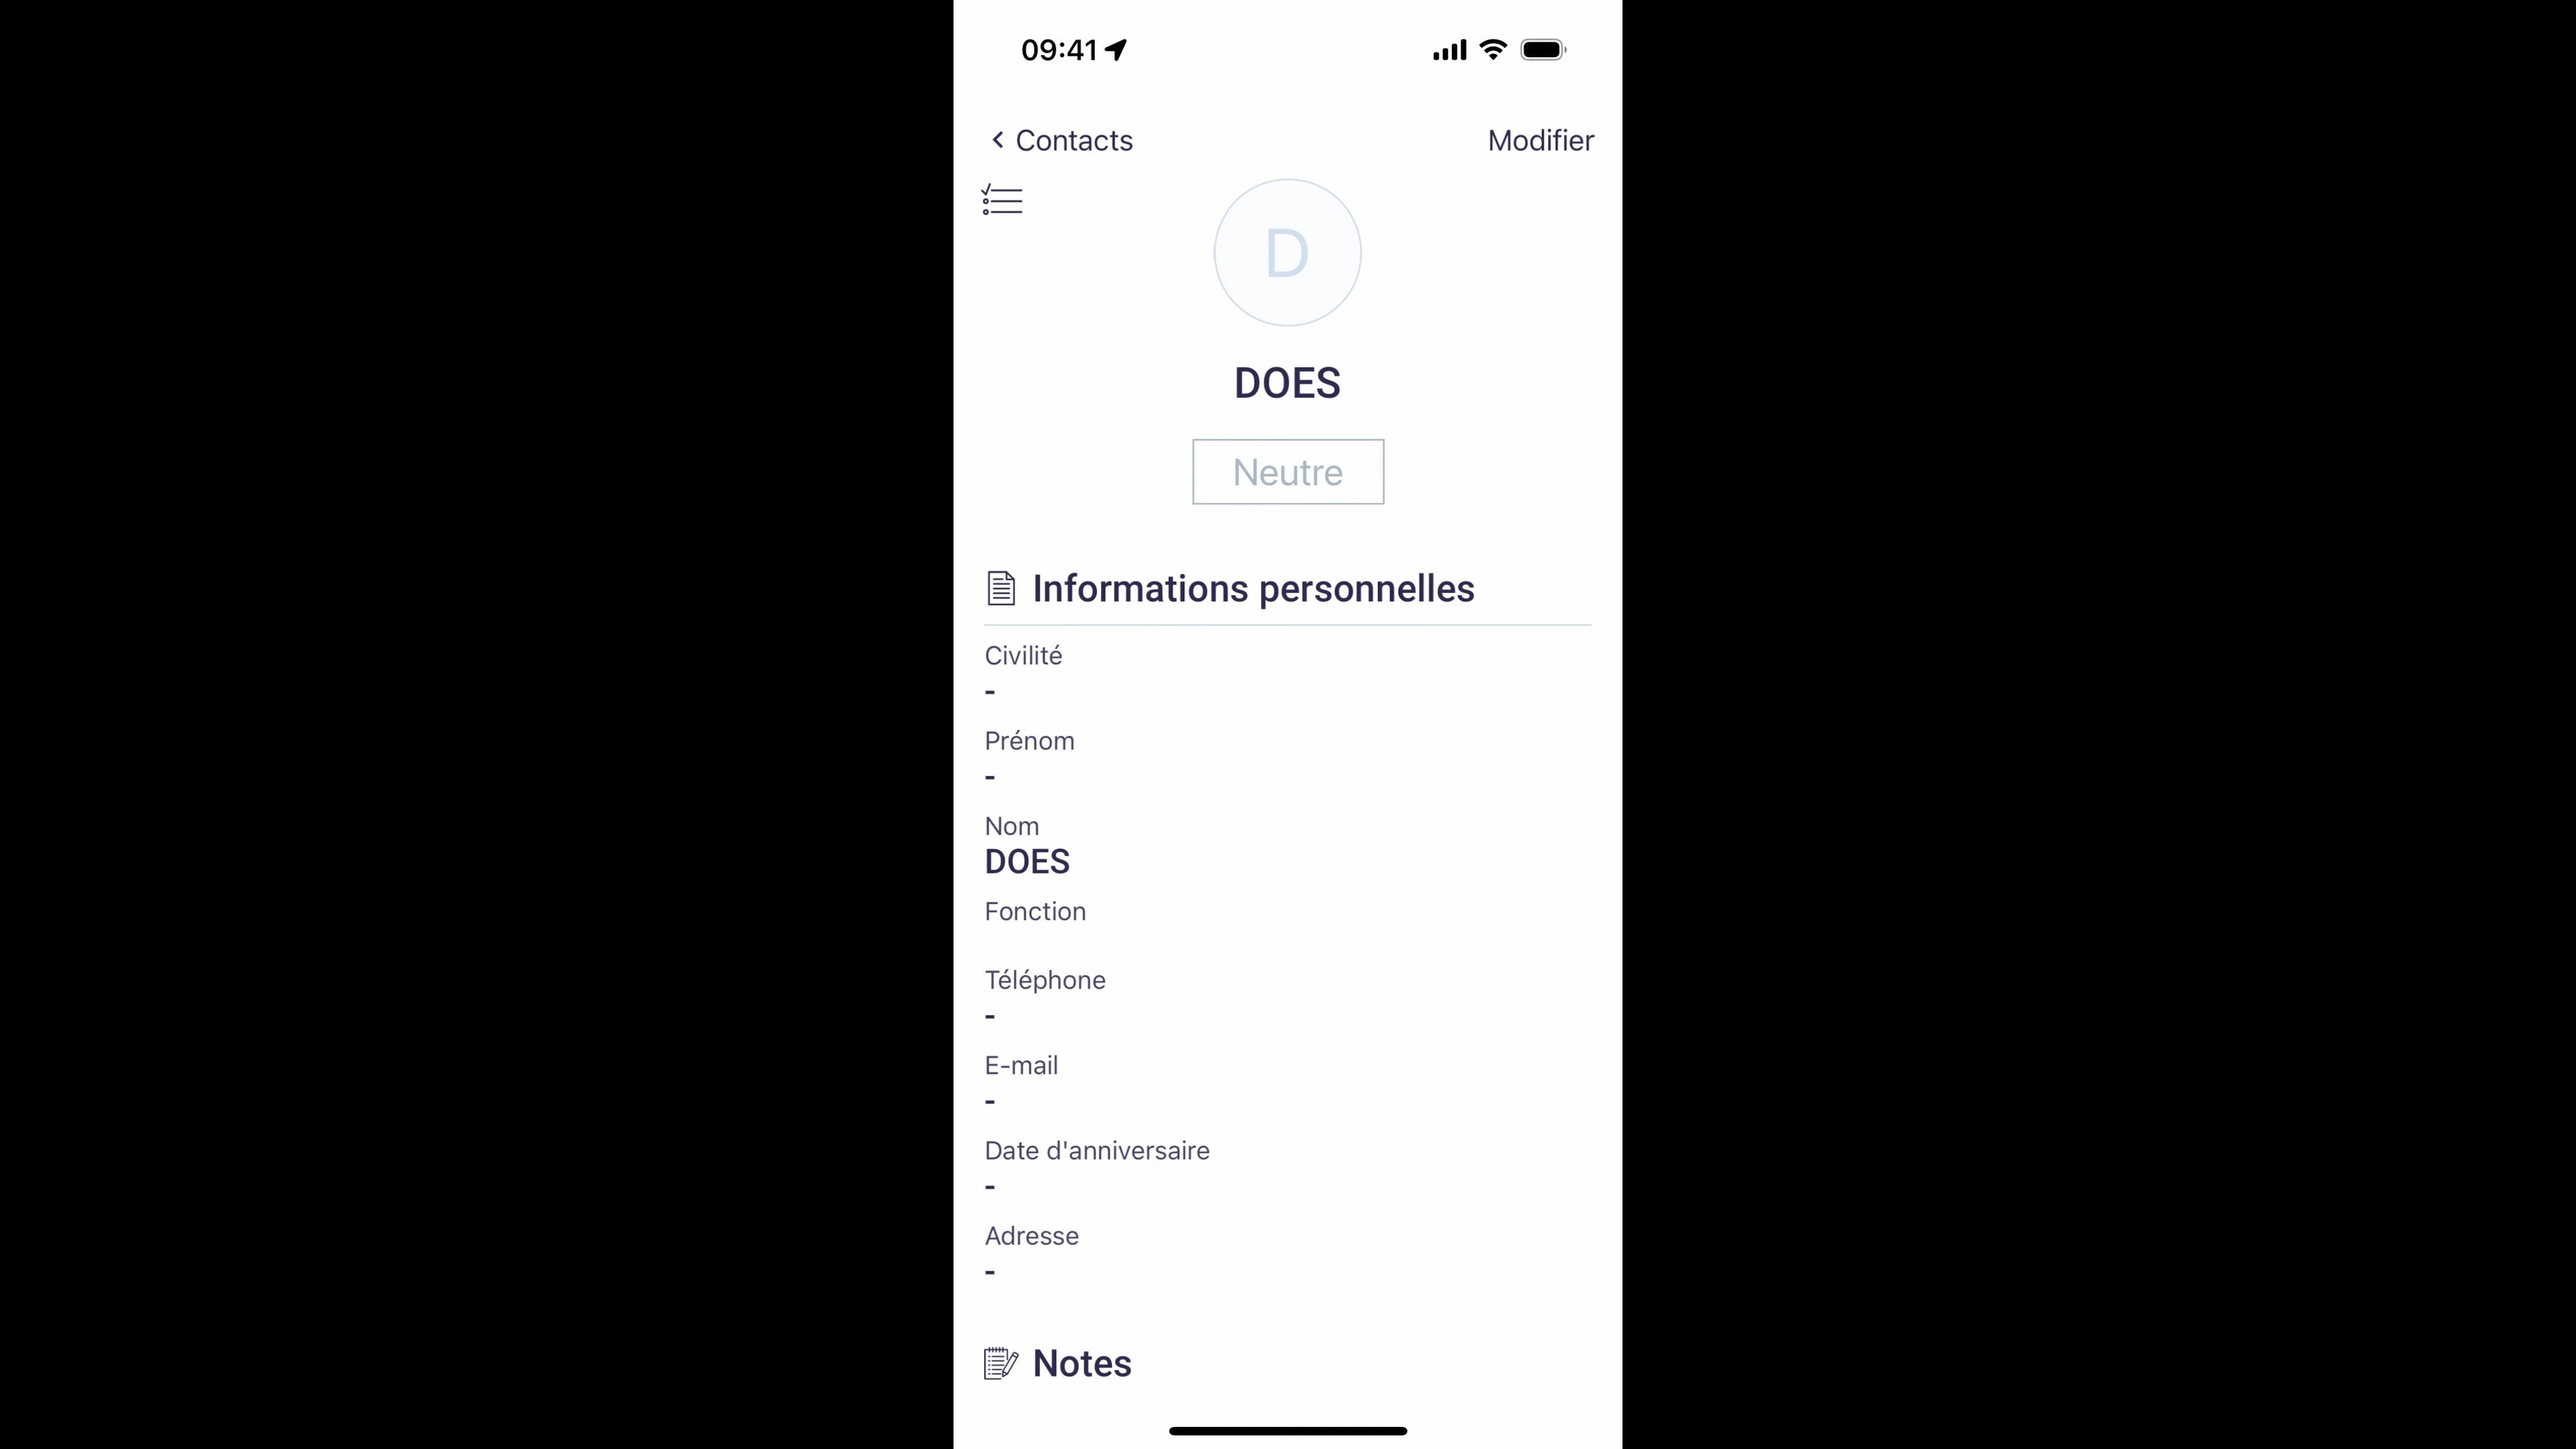 09:41
Contacts
Modifier
D
DOES
Neutre
Informations personnelles
Civilité
-
Prénom
-
Nom
DOES
Fonction
Téléphone
-
E-mail
-
Date d'anniversaire
-
Adresse
-
Notes